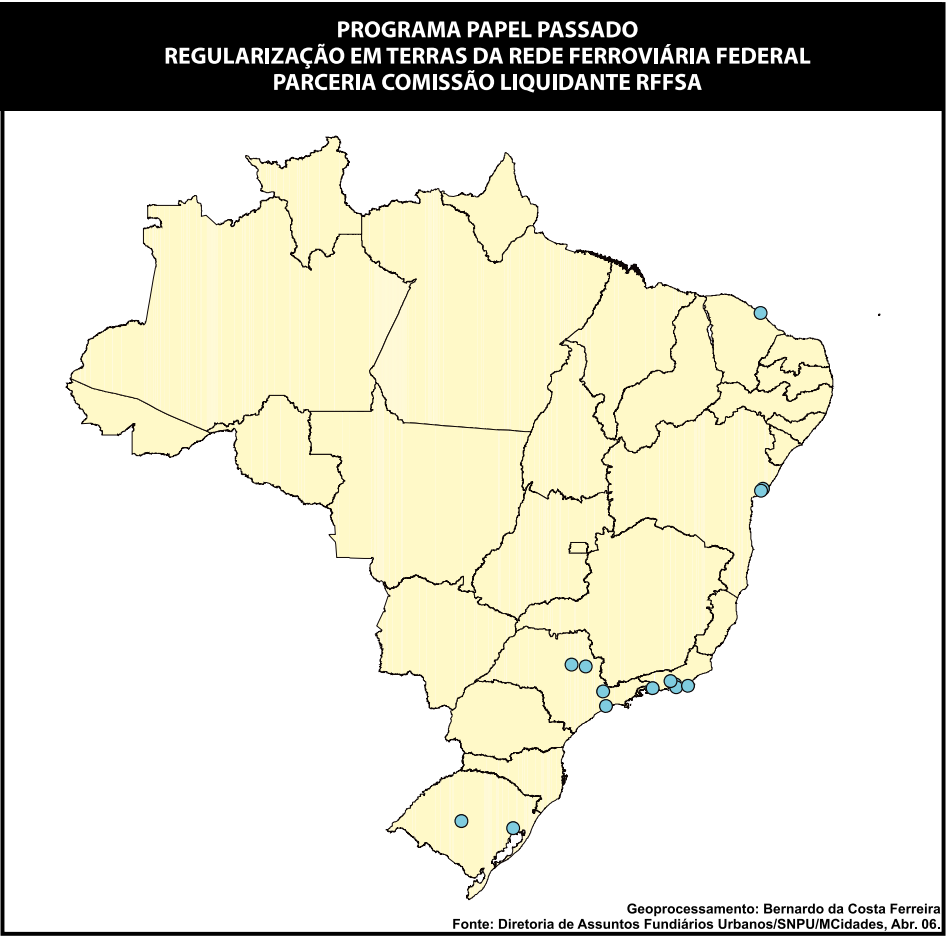 PROGRAMA PAPEL PASSADO
REGULARIZAÇÃO EM TERRAS DA REDE FERROVIÁRIA FEDERAL
PARCERIA COMISSÃO LIQUIDANTE RFFSA
Geoprocessamento: Bernardo da Costa Ferreira
Fonte: Diretoria de Assuntos Fundiários Urbanos/SNPU/MCidades, Abr. 06.